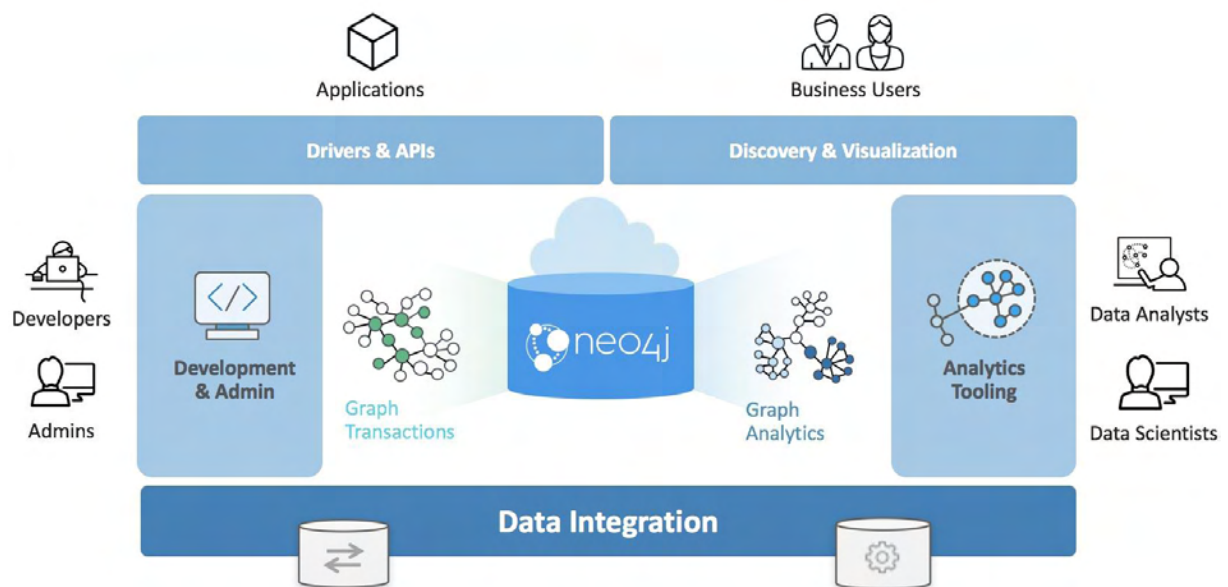 Applications
Business Users
Drivers & APIs
Discovery & Visualization
Developers
Admins
</>
Development
& Admin
Graph
Transactions
neo4j
Graph
Analytics
Analytics
Tooling
Data Analysts
Data Scientists
Data Integration